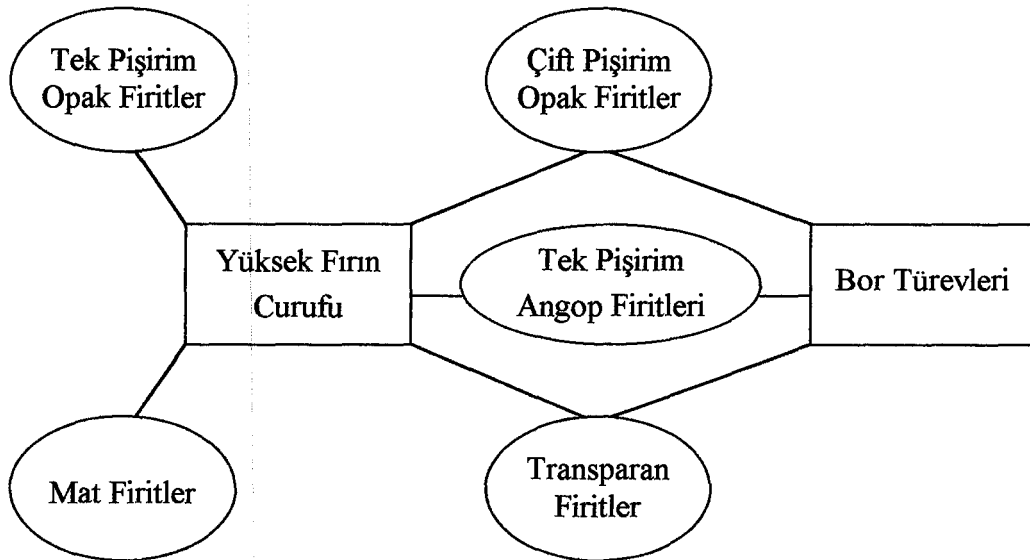 Tek Pişirim
Opak Firitler
Çift Pişirim
Opak Firitler
Yüksek Fırın
Curufu
Tek Pişirim
Angop Firitleri
Bor Türevleri
Mat Firitler
Transparan
Firitler